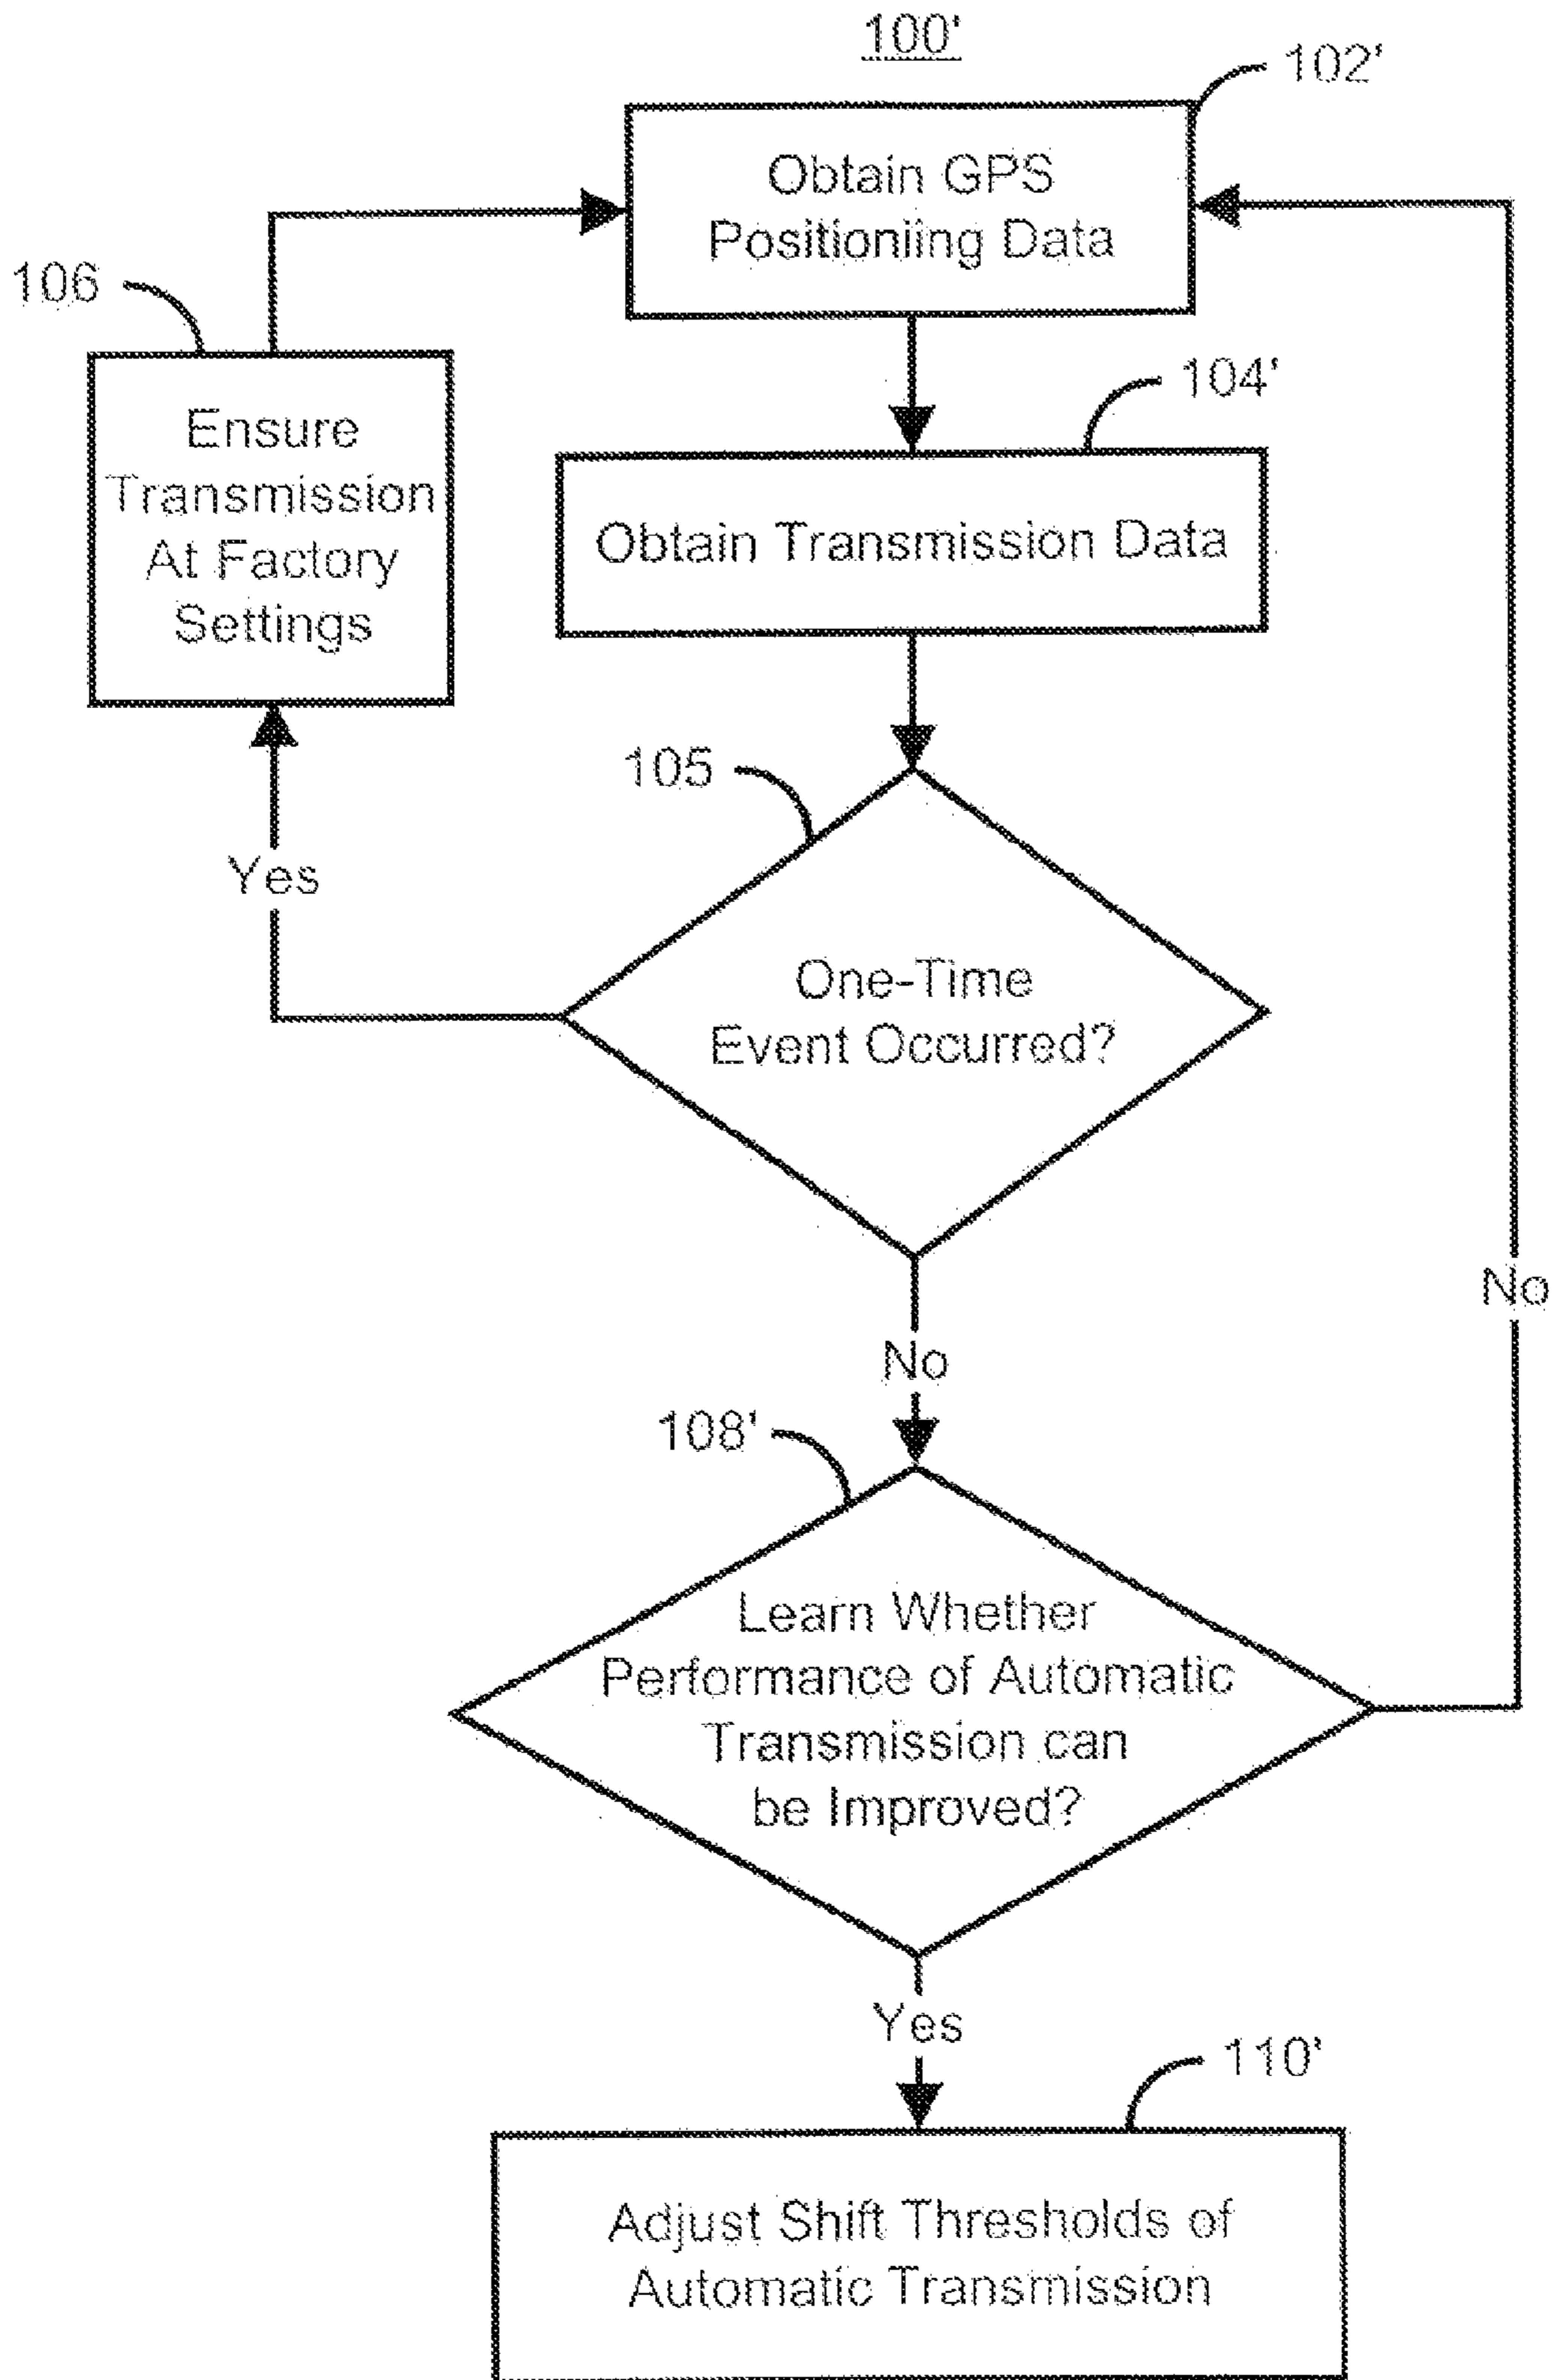 100'
102'
Obtain GPS
Positioniing Data
106
Ensure
Transmission
At Factory
Settings
104'
Obtain Transmission Data
105
Yes
One-Time
Event Occurred?
No
No
108'
Learn Whether
Performance of Automatic
Transmission can
be Improved?
Yes
110'
Adjust Shift Thresholds of
Automatic Transmission